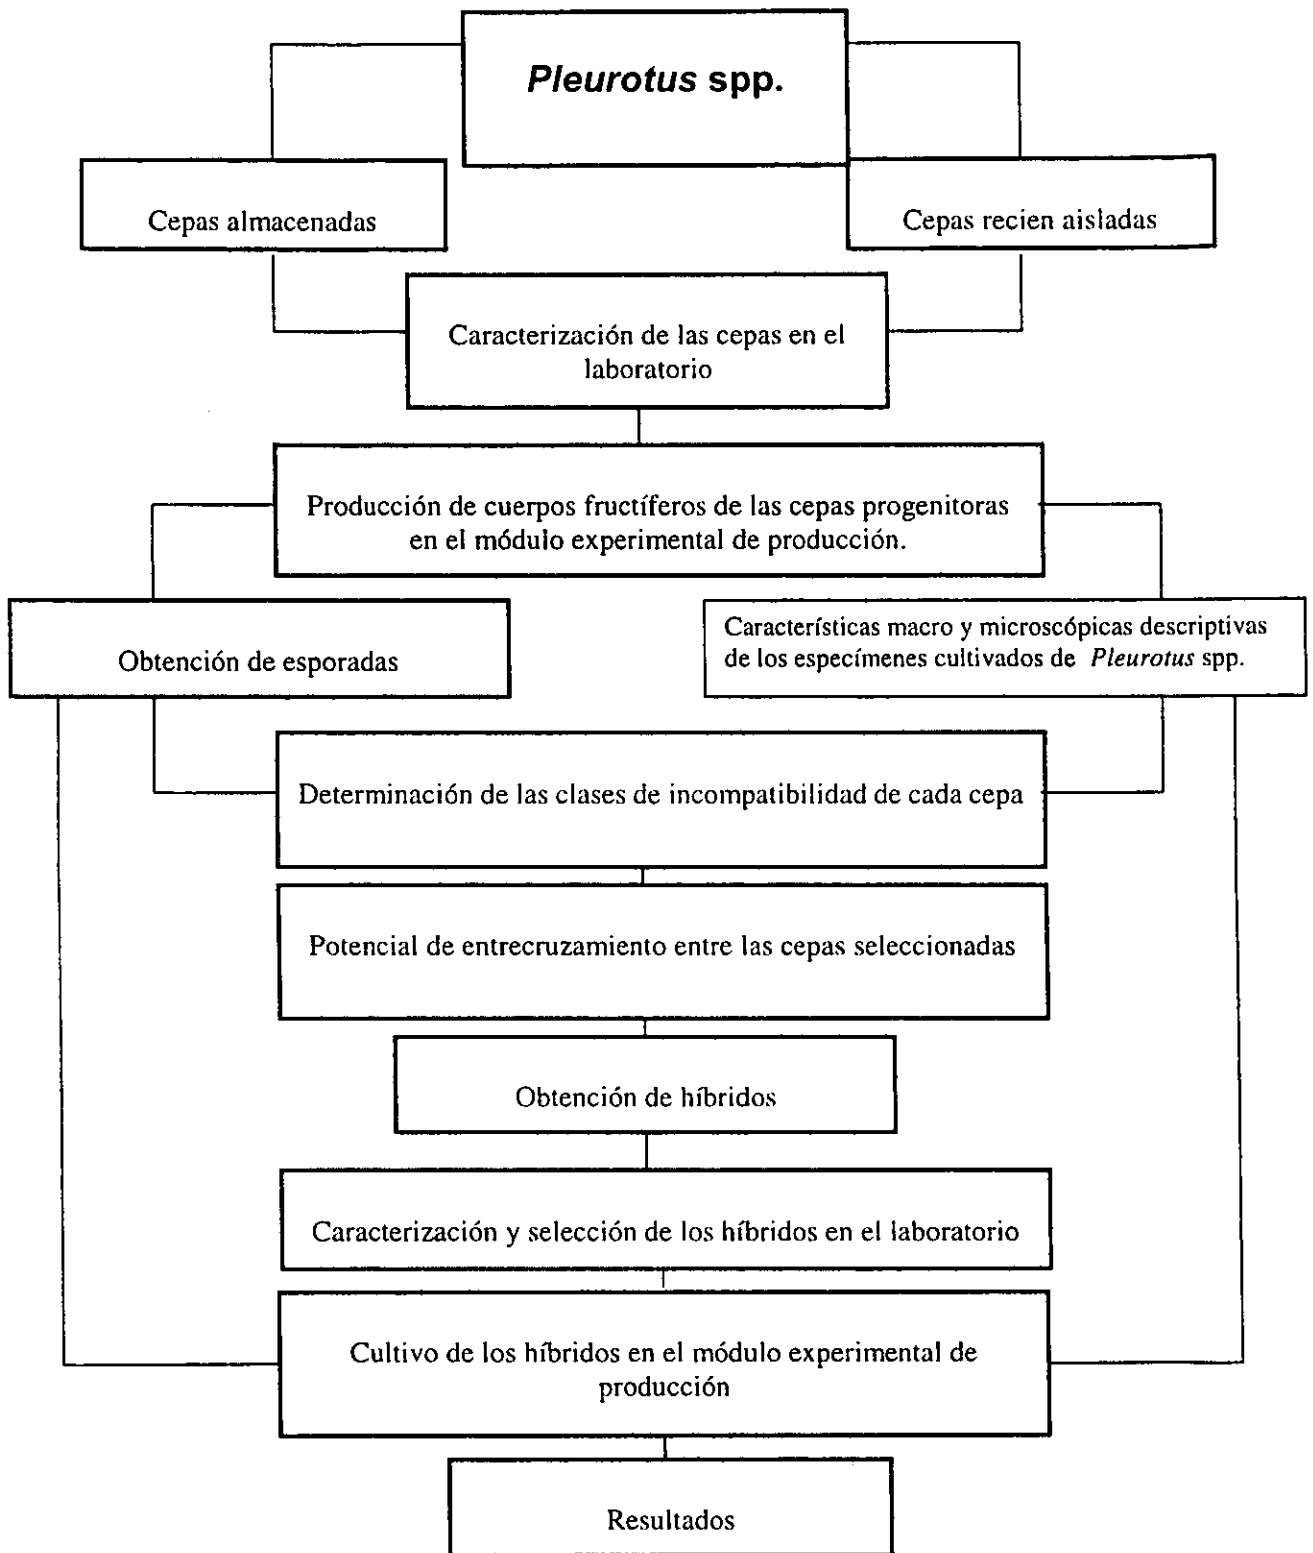 Pleurotus spp.
Cepas almacenadas
Cepas recien aisladas
Caracterización de las cepas en el
laboratorio
Producción de cuerpos fructíferos de las cepas progenitoras
en el módulo experimental de producción.
Obtención de esporadas
Características macro y microscópicas descriptivas
de los especímenes cultivados de Pleurotus spp.
Determinación de las clases de incompatibilidad de cada cepa
Potencial de entrecruzamiento entre las cepas seleccionadas
Obtención de híbridos
Caracterización y selección de los híbridos en el laboratorio
Cultivo de los híbridos en el módulo experimental de
producción
Resultados